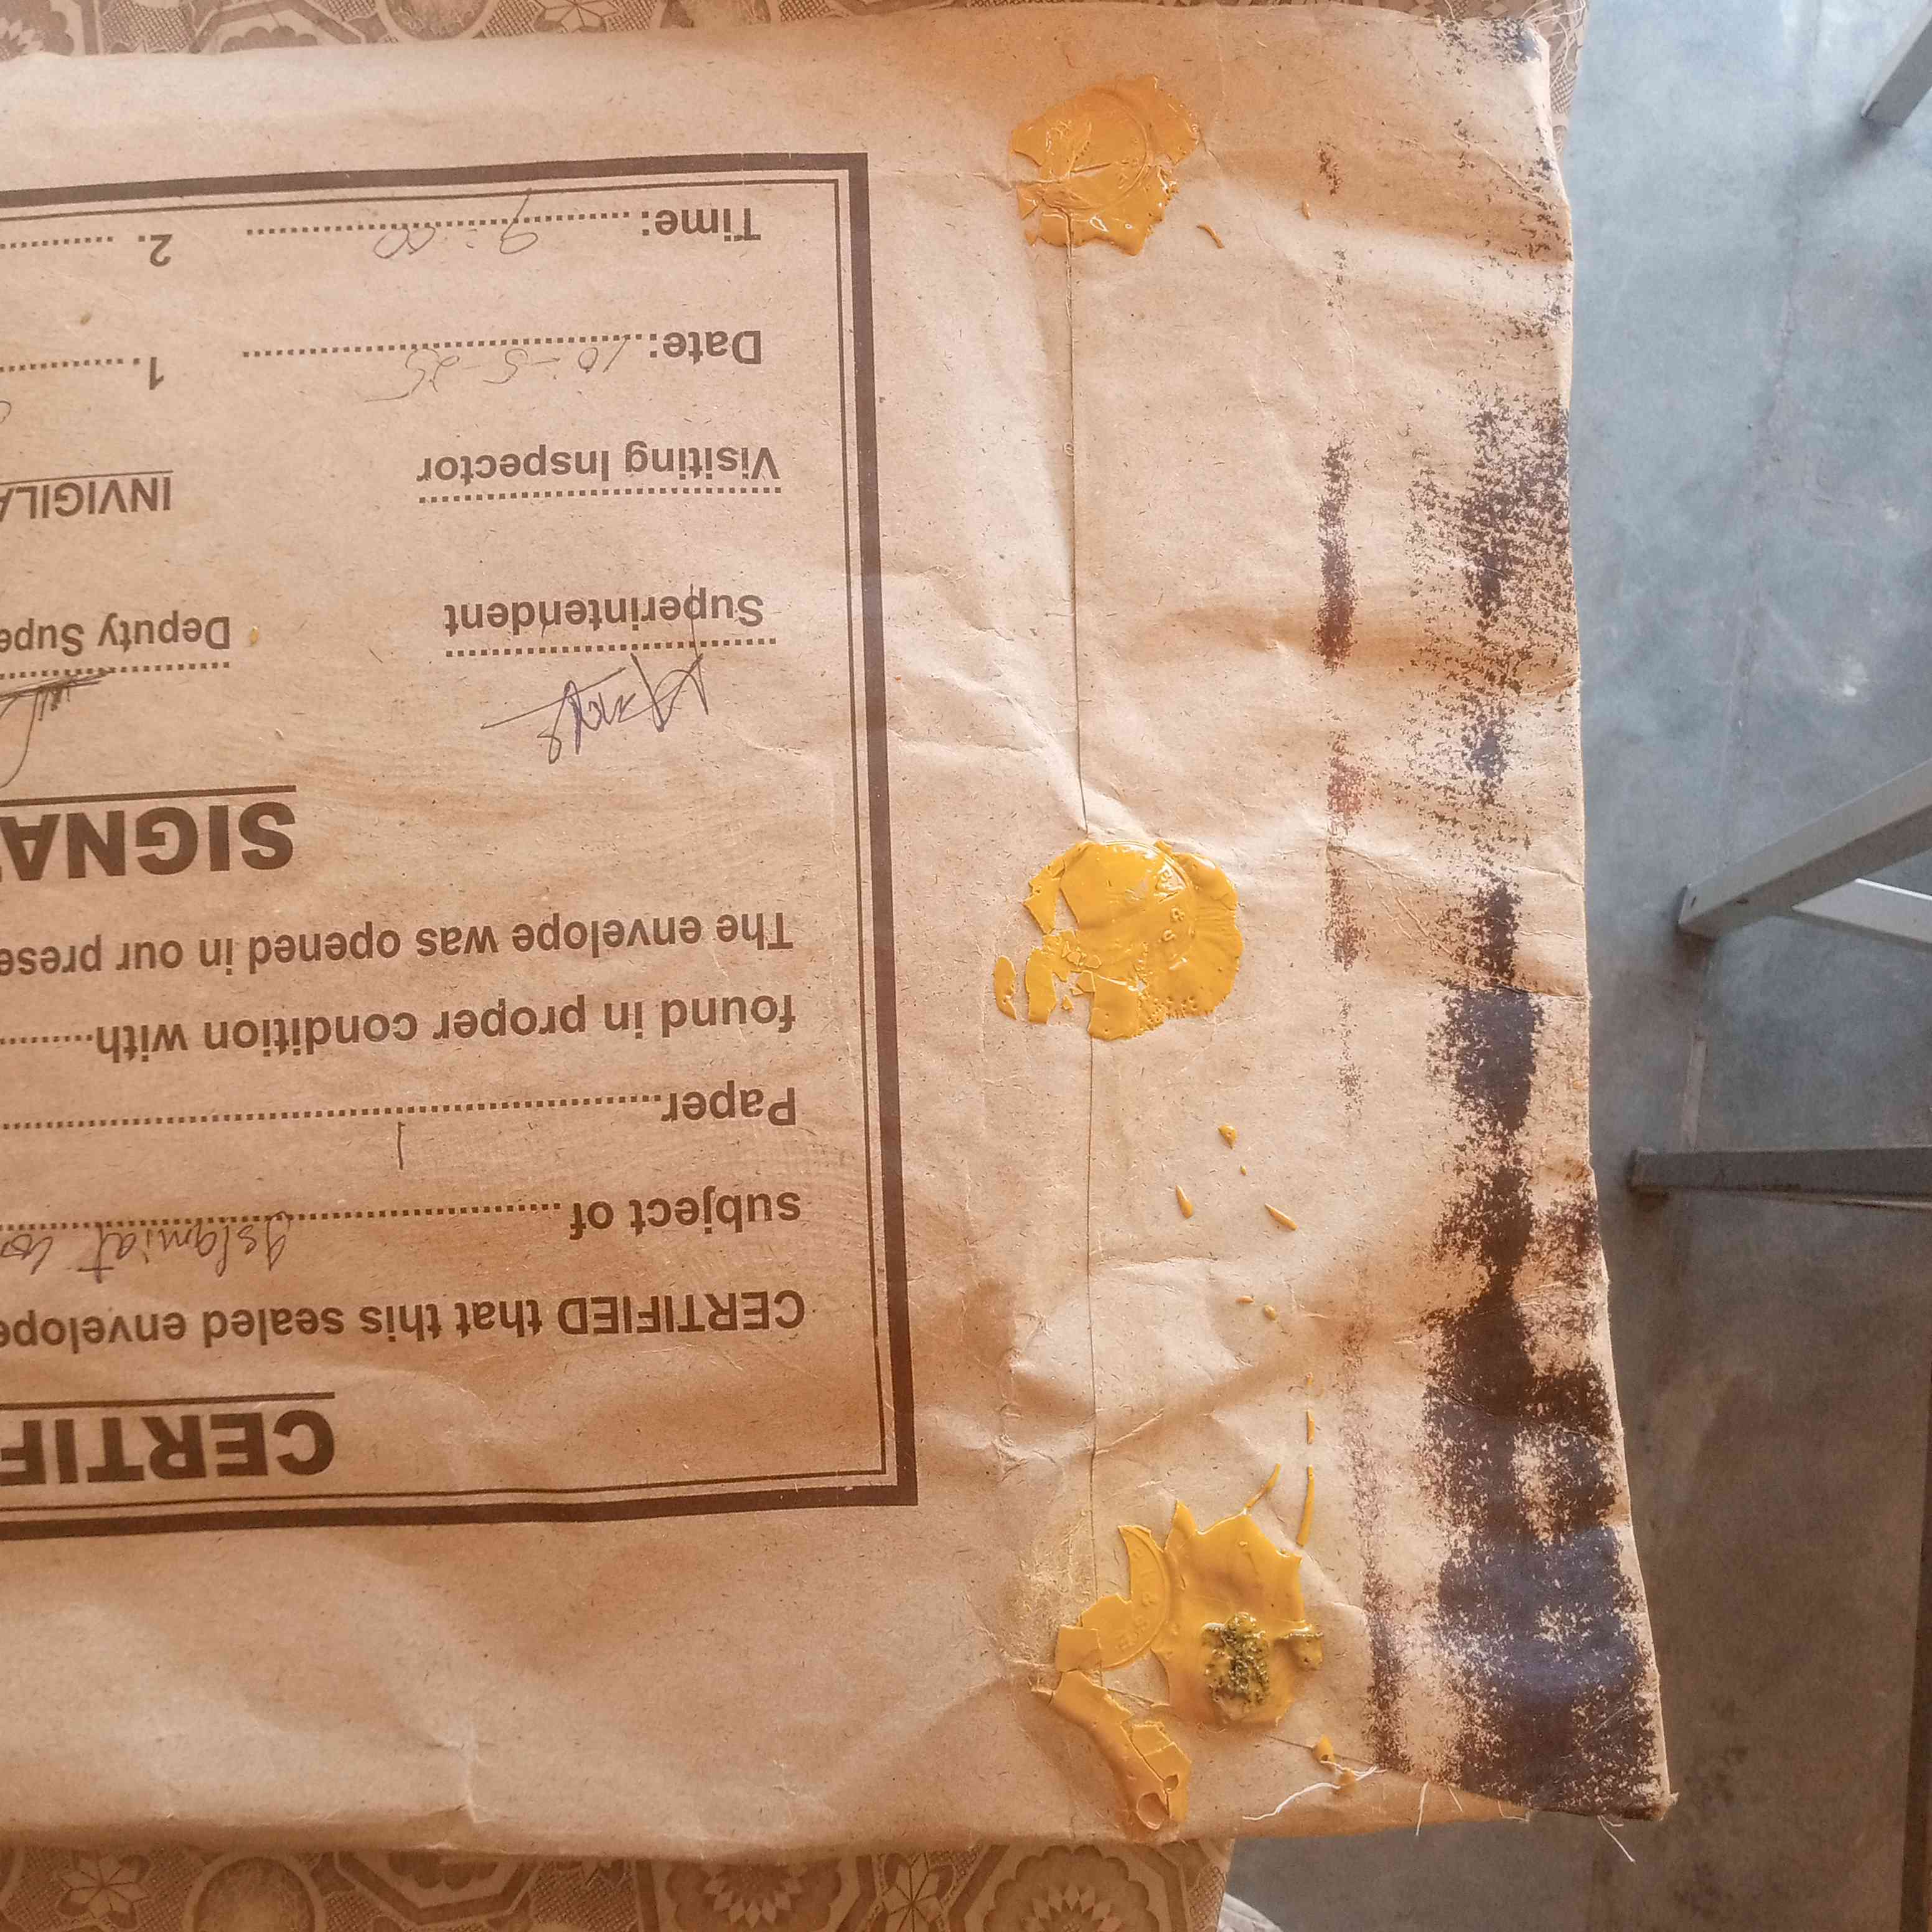 CERTIF
CERTIFIED that this sealed envelope
subject of Islamiat
Paper 1
found in proper condition with
The envelope was opened in our prese
SIGNA
Superintendent Deputy Supe
Visiting Inspector INVIGILA
Date: 10-5-25 1.
Time: 9:00 2.